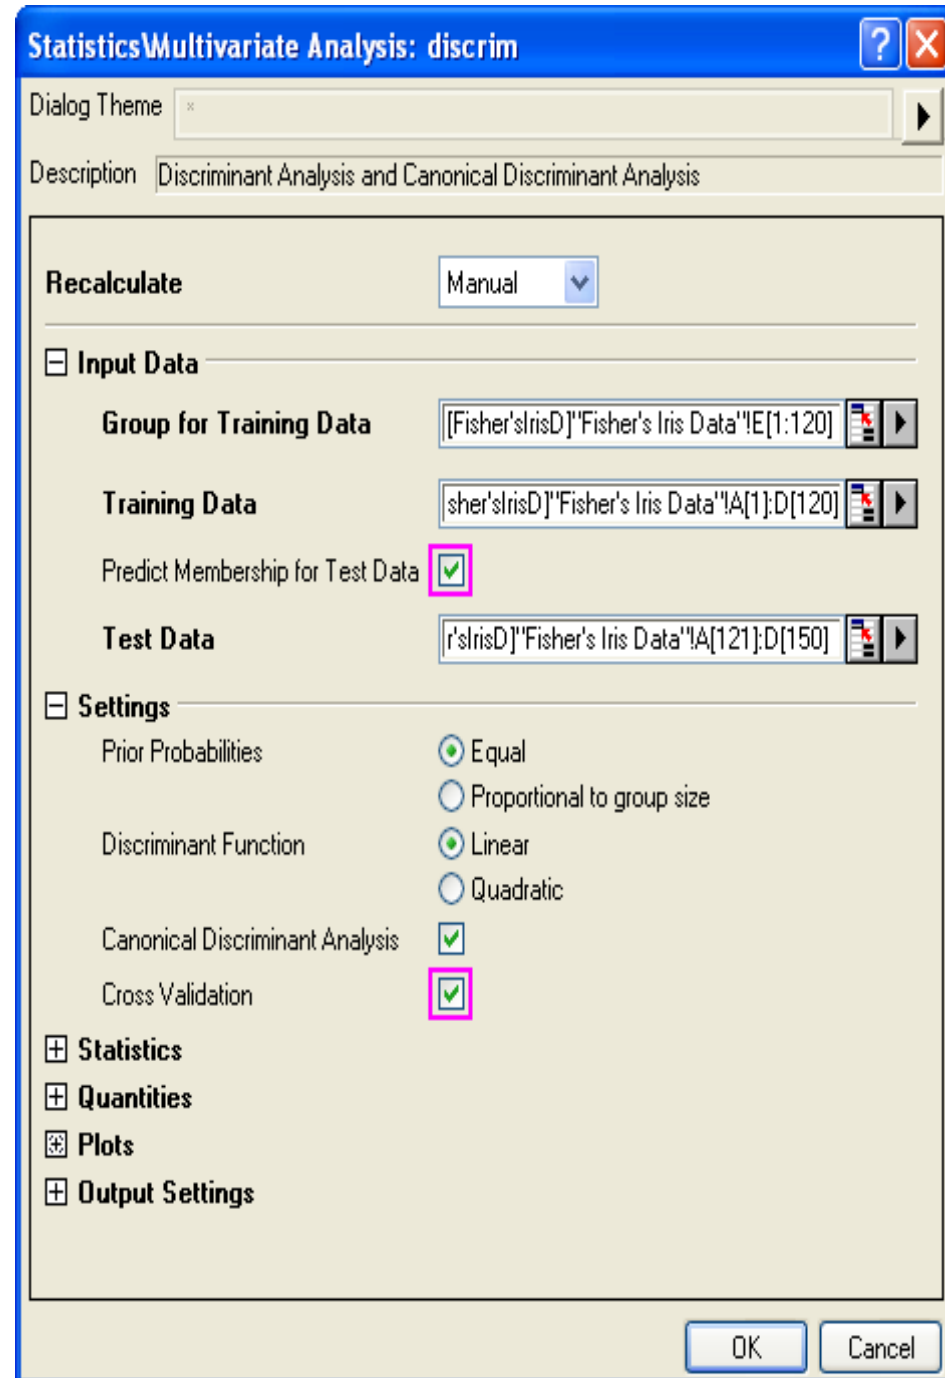 Statistics\Multivariate Analysis: discrim
Dialog Theme *
Description Discriminant Analysis and Canonical Discriminant Analysis
Recalculate Manual
Input Data
Group for Training Data [Fisher'sIrisD]"Fisher's Iris Data"!E[1:120]
Training Data sher'sIrisD]"Fisher's Iris Data"!A[1]:D[120]
Predict Membership for Test Data
Test Data r'sIrisD]"Fisher's Iris Data"!A[121]:D[150]
Settings
Prior Probabilities Equal
Proportional to group size
Discriminant Function Linear
Quadratic
Canonical Discriminant Analysis
Cross Validation
Statistics
Quantities
Plots
Output Settings
OK Cancel